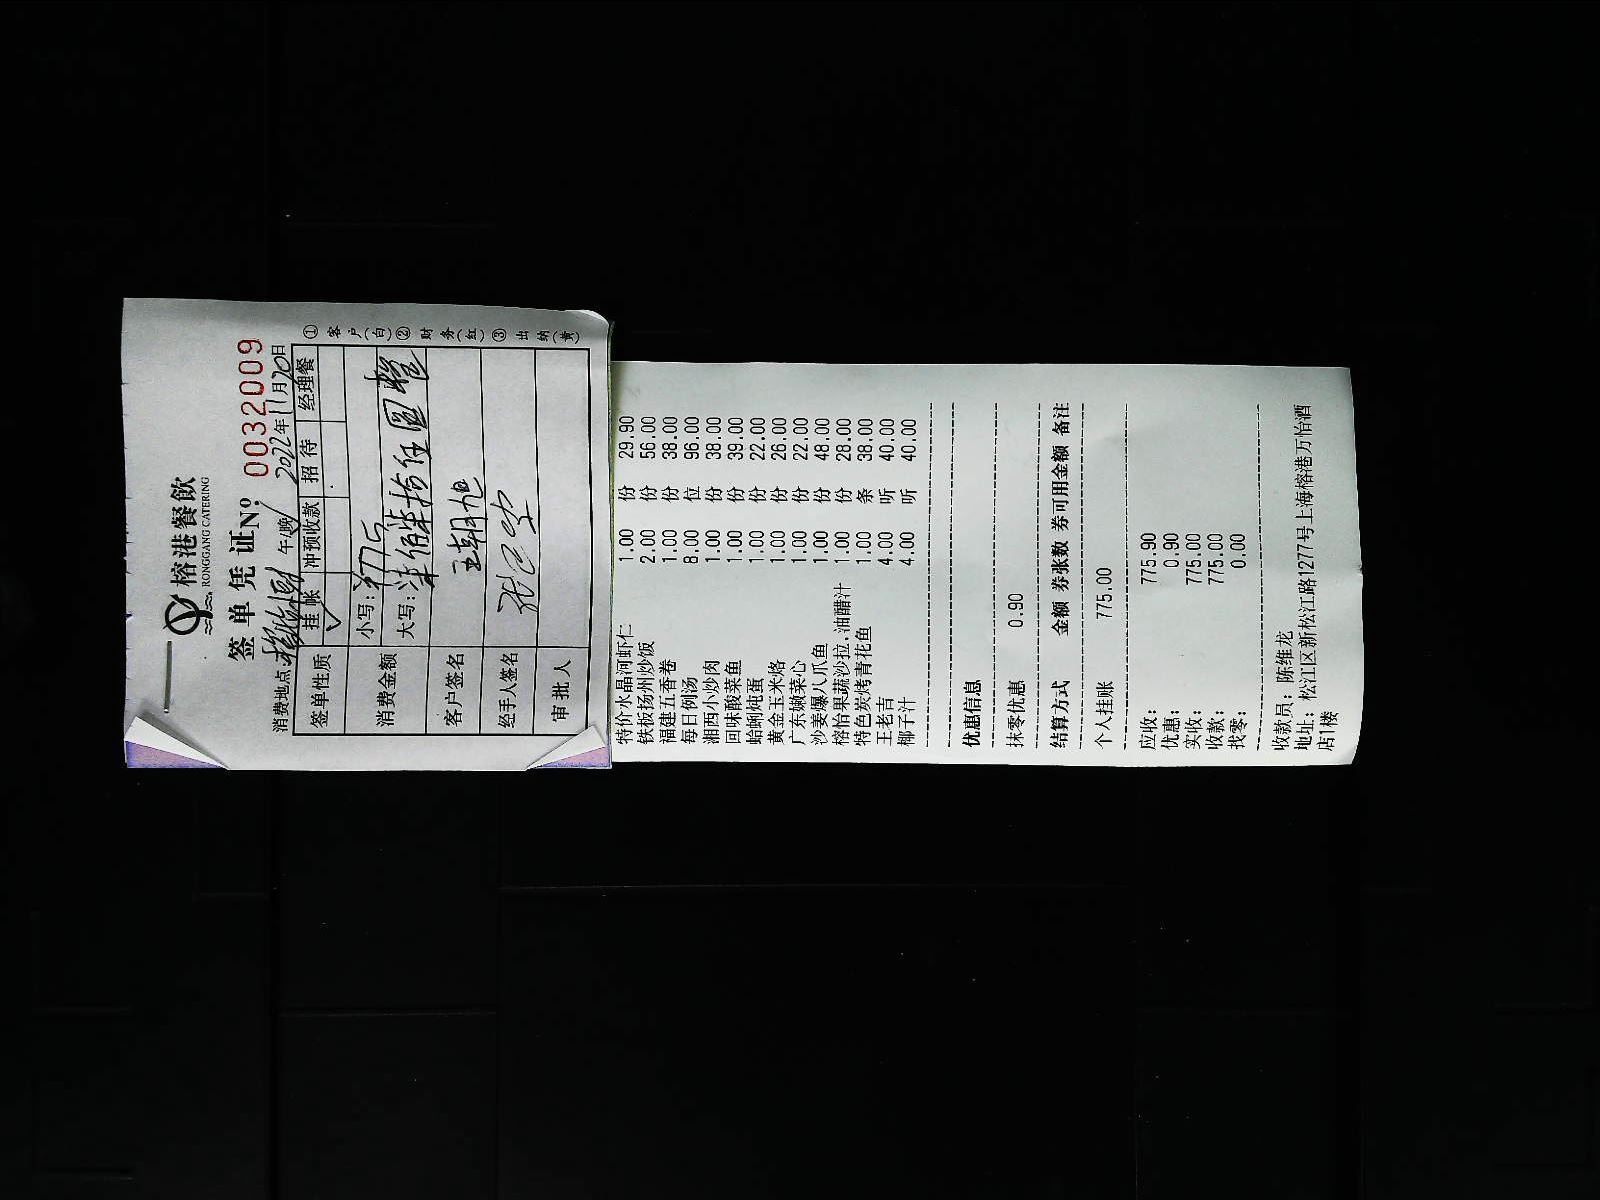 榕港餐飲
RONGGANG CATERING
签单凭证 Nº 0032009
消费地点: 午/晚 2022年11月20日
签单性质 挂帐 冲预收款 招待 经理餐
✓
消费金额 小写: ¥775
大写: 柒佰柒拾伍圆整
客户签名 王朝旭
经手人签名
审批人
①客户(白)②财务(红)③出纳(黄)
特价水晶河虾仁 1.00 份 29.90
铁板扬州炒饭 2.00 份 56.00
福建五香卷 1.00 份 38.00
每日例汤 8.00 位 96.00
湘西小炒肉 1.00 份 38.00
回味酸菜鱼 1.00 份 39.00
蛤蜊炖蛋 1.00 份 22.00
黄金玉米烙 1.00 份 26.00
广东嫩菜心 1.00 份 22.00
沙姜爆八爪鱼 1.00 份 48.00
榕怡果蔬沙拉.油醋汁 1.00 份 28.00
特色炭烤青花鱼 1.00 条 38.00
王老吉 4.00 听 40.00
椰子汁 4.00 听 40.00
优惠信息
抹零优惠 0.90
结算方式 金额 券张数 券可用金额 备注
个人挂账 775.00
应收: 775.90
优惠: 0.90
实收: 775.00
收款: 775.00
找零: 0.00
收款员: 陈维龙
地址: 松江区新松江路1277号上海榕港万怡酒
店1楼